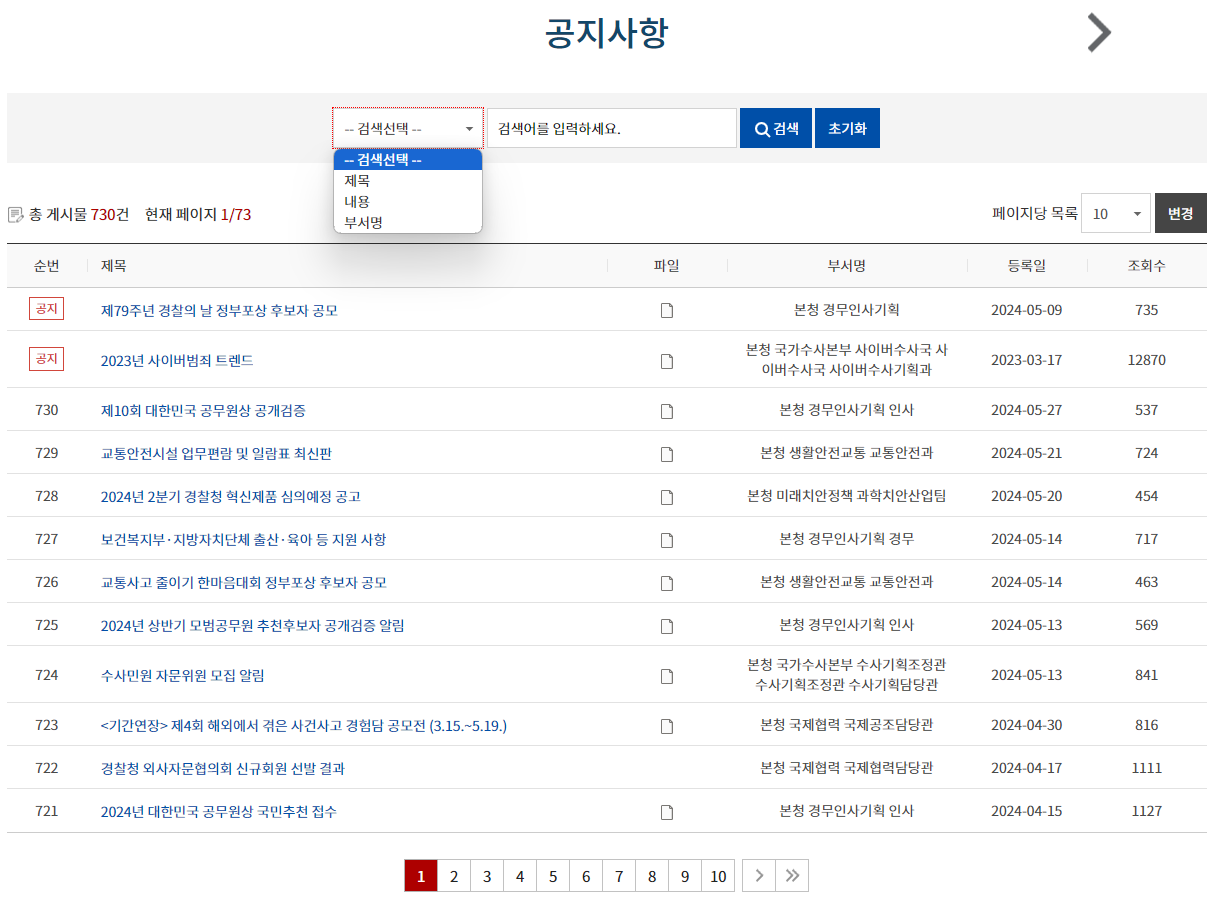 공지사항
-- 검색선택 --
검색어를 입력하세요.
검색
초기화
-- 검색선택 --
제목
내용
부서명
총 게시물 730건 현재 페이지 1/73
페이지당 목록 10 변경
순번 제목 파일 부서명 등록일 조회수
공지 제79주년 경찰의 날 정부포상 후보자 공모 본청 경무인사기획 2024-05-09 735
공지 2023년 사이버범죄 트렌드 본청 국가수사본부 사이버수사국 사
이버수사국 사이버수사기획과 2023-03-17 12870
730 제10회 대한민국 공무원상 공개검증 본청 경무인사기획 인사 2024-05-27 537
729 교통안전시설 업무편람 및 일람표 최신판 본청 생활안전교통 교통안전과 2024-05-21 724
728 2024년 2분기 경찰청 혁신제품 심의예정 공고 본청 미래치안정책 과학치안산업팀 2024-05-20 454
727 보건복지부·지방자치단체 출산·육아 등 지원 사항 본청 경무인사기획 경무 2024-05-14 717
726 교통사고 줄이기 한마음대회 정부포상 후보자 공모 본청 생활안전교통 교통안전과 2024-05-14 463
725 2024년 상반기 모범공무원 추천후보자 공개검증 알림 본청 경무인사기획 인사 2024-05-13 569
724 수사민원 자문위원 모집 알림 본청 국가수사본부 수사기획조정관
수사기획조정관 수사기획담당관 2024-05-13 841
723 <기간연장> 제4회 해외에서 겪은 사건사고 경험담 공모전 (3.15.~5.19.) 본청 국제협력 국제공조담당관 2024-04-30 816
722 경찰청 외사자문협의회 신규회원 선발 결과 본청 국제협력 국제협력담당관 2024-04-17 1111
721 2024년 대한민국 공무원상 국민추천 접수 본청 경무인사기획 인사 2024-04-15 1127
1 2 3 4 5 6 7 8 9 10